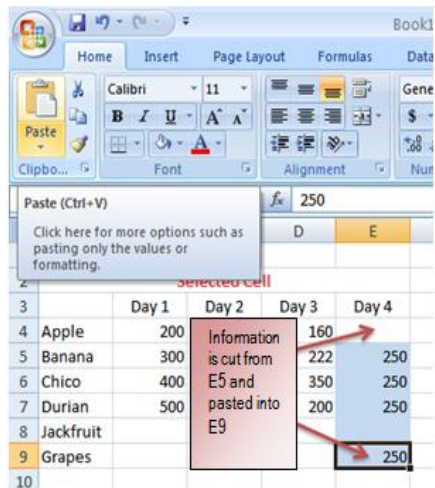 Book1
Home Insert Page Layout Formulas Data
Calibri 11 Gene
B I U A A $
Paste .00
Clipbo... Font Alignment Num
Paste (Ctrl+V) fx 250
Click here for more options such as
pasting only the values or
formatting.
D E
2 Selected Cell
3 Day 1 Day 2 Day 3 Day 4
4 Apple 200 160
5 Banana 300 222 250
6 Chico 400 350 250
7 Durian 500 200 250
8 Jackfruit
9 Grapes 250
10
Information
is cut from
E5 and
pasted into
E9